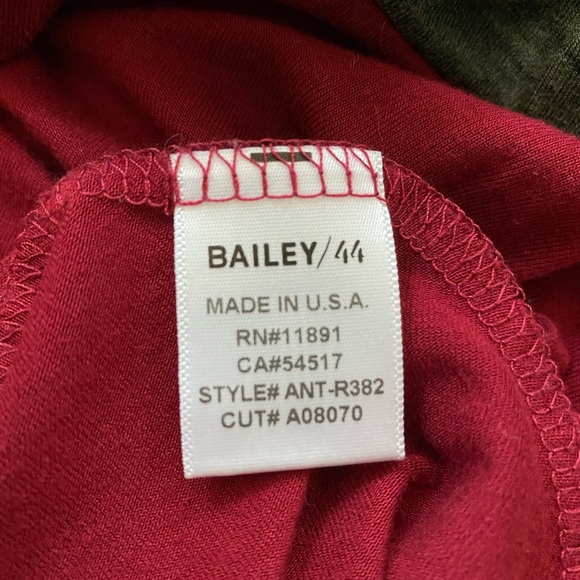 BAILEY/44
MADE IN U.S.A.
RN#11891
CA#54517
STYLE# ANT-R382
CUT# A08070